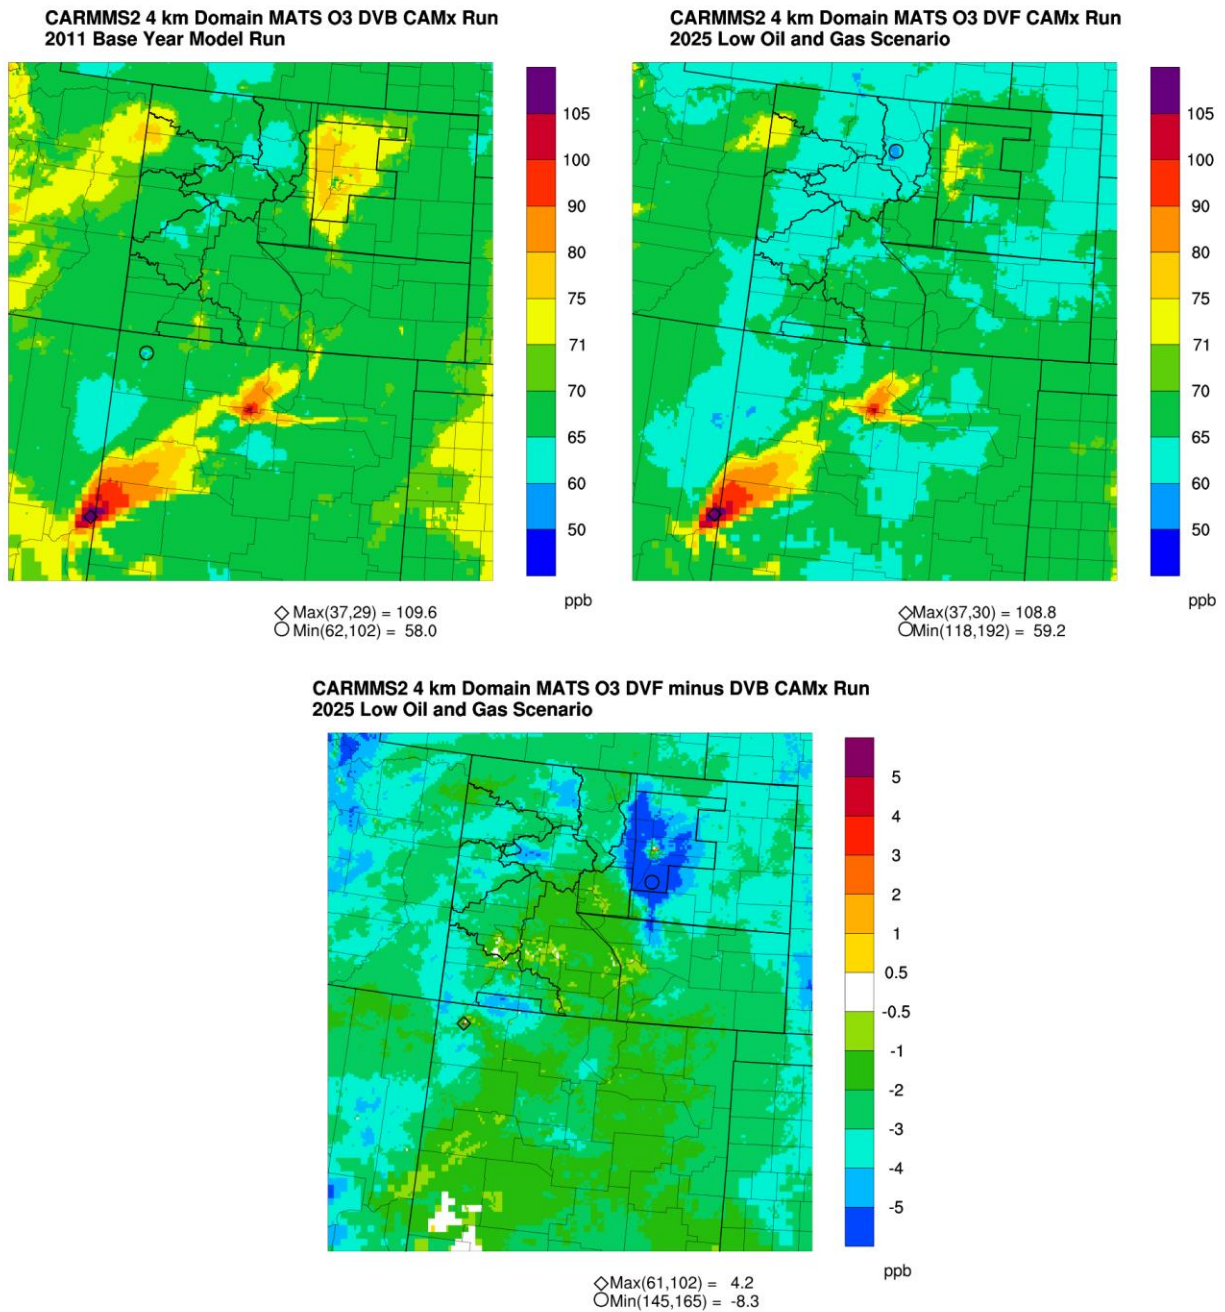 CARMMS2 4 km Domain MATS O3 DVB CAMx Run
2011 Base Year Model Run
105
100
90
80
75
71
70
65
60
50
ppb
Max(37,29) = 109.6
Min(62,102) = 58.0
CARMMS2 4 km Domain MATS O3 DVF CAMx Run
2025 Low Oil and Gas Scenario
105
100
90
80
75
71
70
65
60
50
ppb
Max(37,30) = 108.8
Min(118,192) = 59.2
CARMMS2 4 km Domain MATS O3 DVF minus DVB CAMx Run
2025 Low Oil and Gas Scenario
5
4
3
2
1
0.5
-0.5
-1
-2
-3
-4
-5
ppb
Max(61,102) = 4.2
Min(145,165) = -8.3